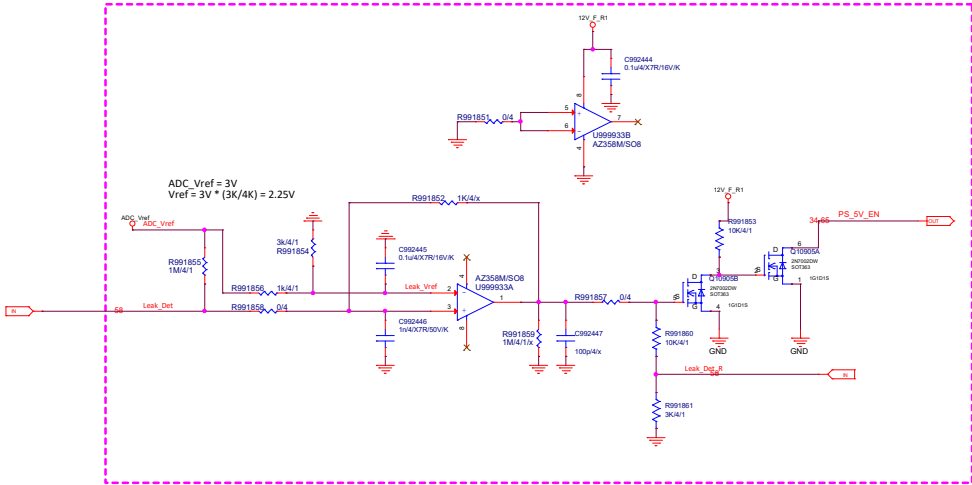 12V_F_R1
C992444
0.1u/4/X7R/16V/K
8
R991851
0/4
5
6
+
-
7
U999933B
AZ358M/SO8
4
ADC_Vref = 3V
Vref = 3V * (3K/4K) = 2.25V
R991852
1K/4/x
12V_F_R1
ADC_Vref
ADC_Vref
3k/4/1
R991854
R991853
10K/4/1
34,65
PS_5V_EN
OUT
C992445
0.1u/4/X7R/16V/K
R991855
1M/4/1
AZ358M/SO8
U999933A
4
D
6
Q10905A
2N7002DW
SOT363
2
S
G
1G1D1S
1
D
3
Q10905B
2N7002DW
SOT363
5
S
G
1G1D1S
4
R991856
1k/4/1
Leak_Vref
2
-
1
R991857
0/4
IN
58
Leak_Det
R991858
0/4
3
+
8
C992446
1n/4/X7R/50V/K
R991859
1M/4/1/x
C992447
100p/4/x
R991860
10K/4/1
GND
GND
Leak_Det_R
58
IN
R991861
3K/4/1